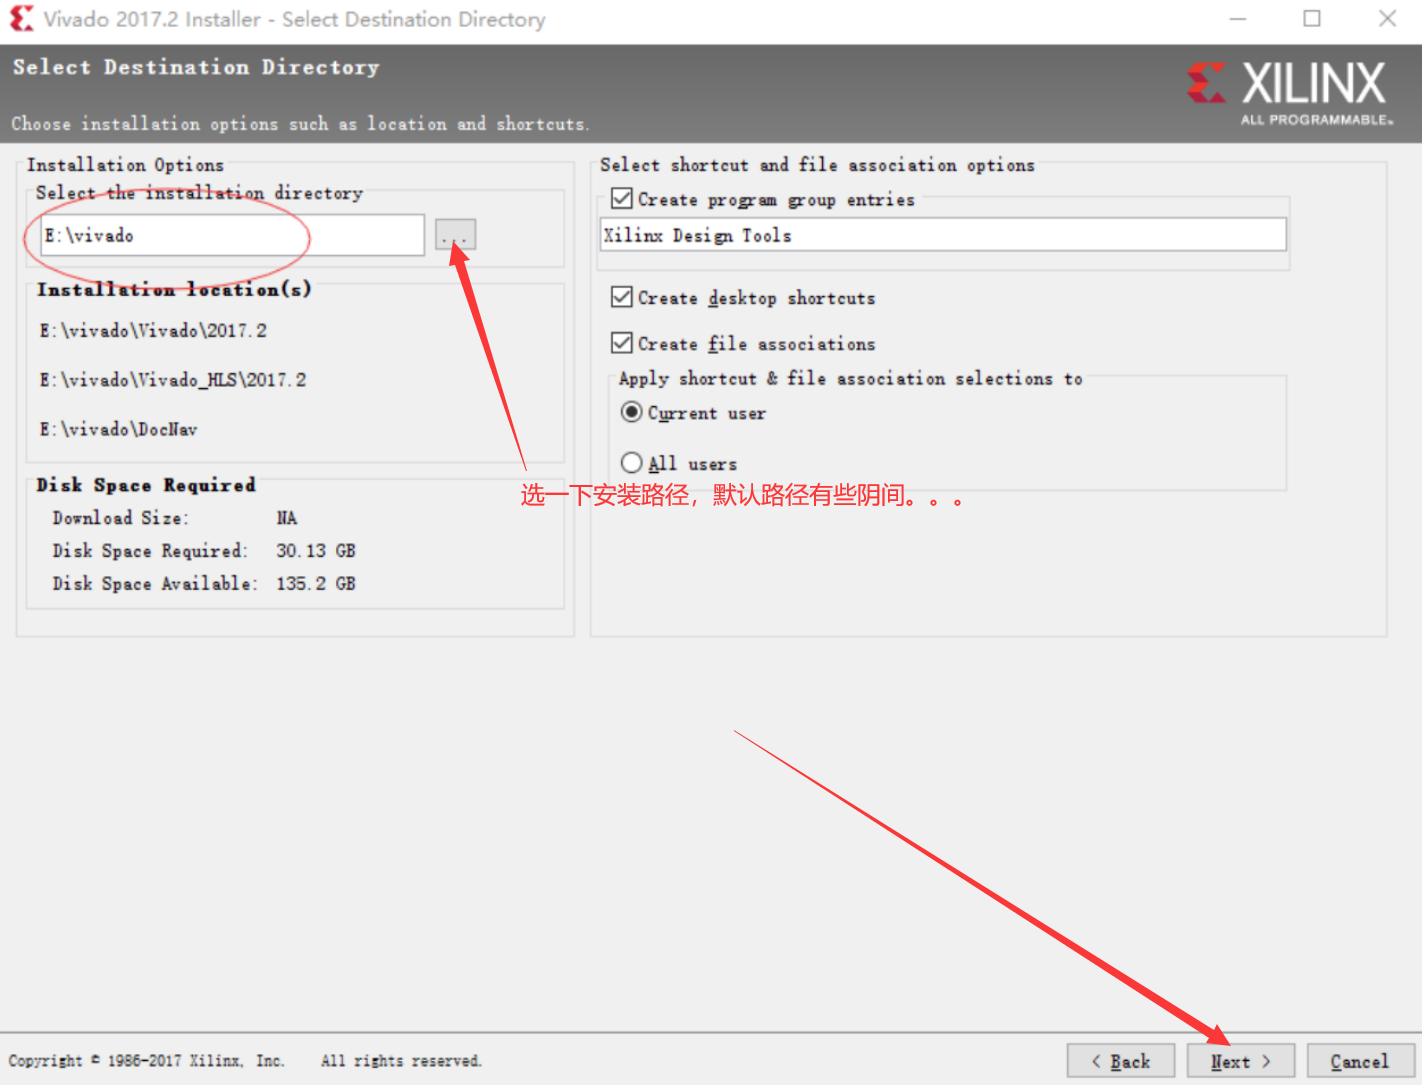 Vivado 2017.2 Installer - Select Destination Directory
Select Destination Directory
Choose installation options such as location and shortcuts.
XILINX
ALL PROGRAMMABLE™
Installation Options
Select the installation directory
E:\vivado
...
Installation location(s)
E:\vivado\Vivado\2017.2
E:\vivado\Vivado_HLS\2017.2
E:\vivado\DocNav
Disk Space Required
Download Size: NA
Disk Space Required: 30.13 GB
Disk Space Available: 135.2 GB
Select shortcut and file association options
Create program group entries
Xilinx Design Tools
Create desktop shortcuts
Create file associations
Apply shortcut & file association selections to
Current user
All users
选一下安装路径，默认路径有些阴间。。。
Copyright © 1986-2017 Xilinx, Inc. All rights reserved.
< Back
Next >
Cancel